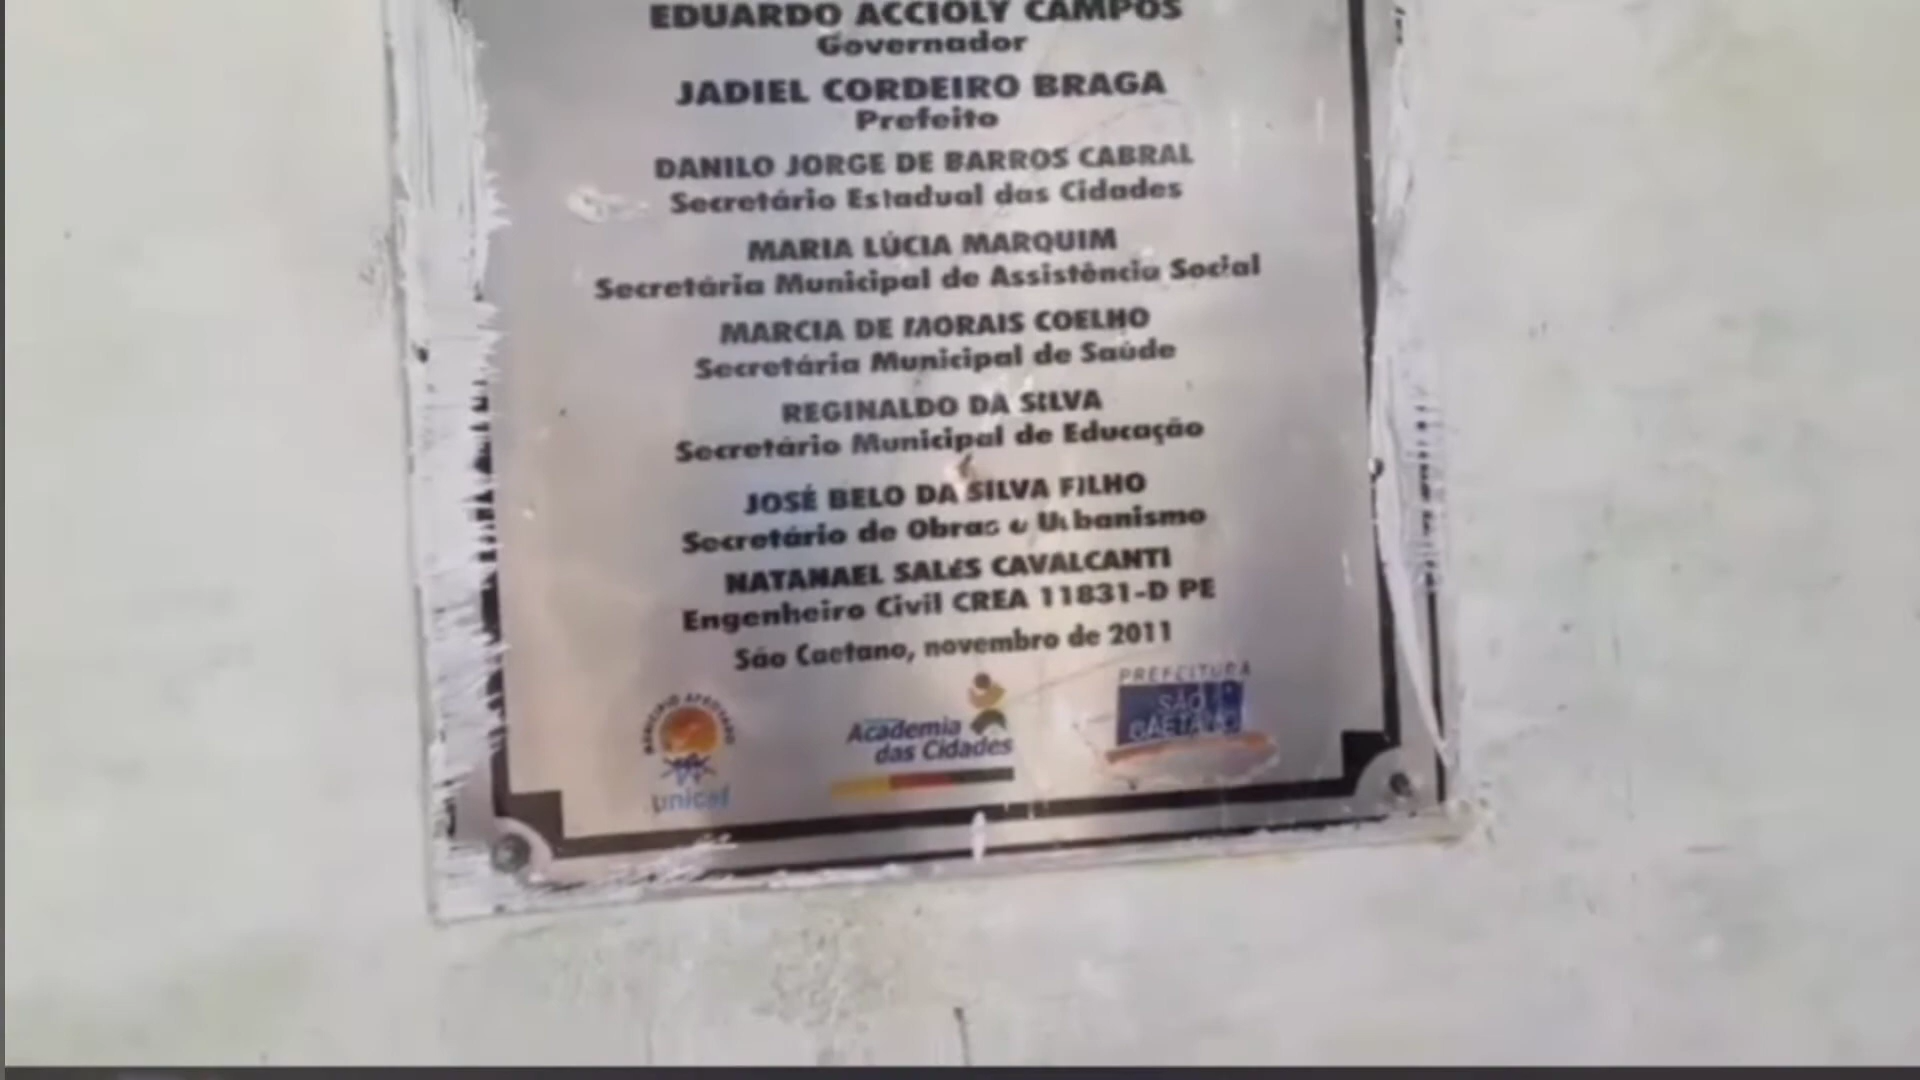 EDUARDO ACCIOLY CAMPOS
Governador
JADIEL CORDEIRO BRAGA
Prefeito
DANILO JORGE DE BARROS CABRAL
Secretário Estadual das Cidades
MARIA LÚCIA MARQUIM
Secretária Municipal de Assistência Social
MARCIA DE MORAIS COELHO
Secretária Municipal de Saúde
REGINALDO DA SILVA
Secretário Municipal de Educação
JOSÉ BELO DA SILVA FILHO
Secretário de Obras e Urbanismo
NATANAEL SALES CAVALCANTI
Engenheiro Civil CREA 11831-D PE
São Caetano, novembro de 2011
unicef
Academia
das Cidades
PREFEITURA
SÃO
CAETANO